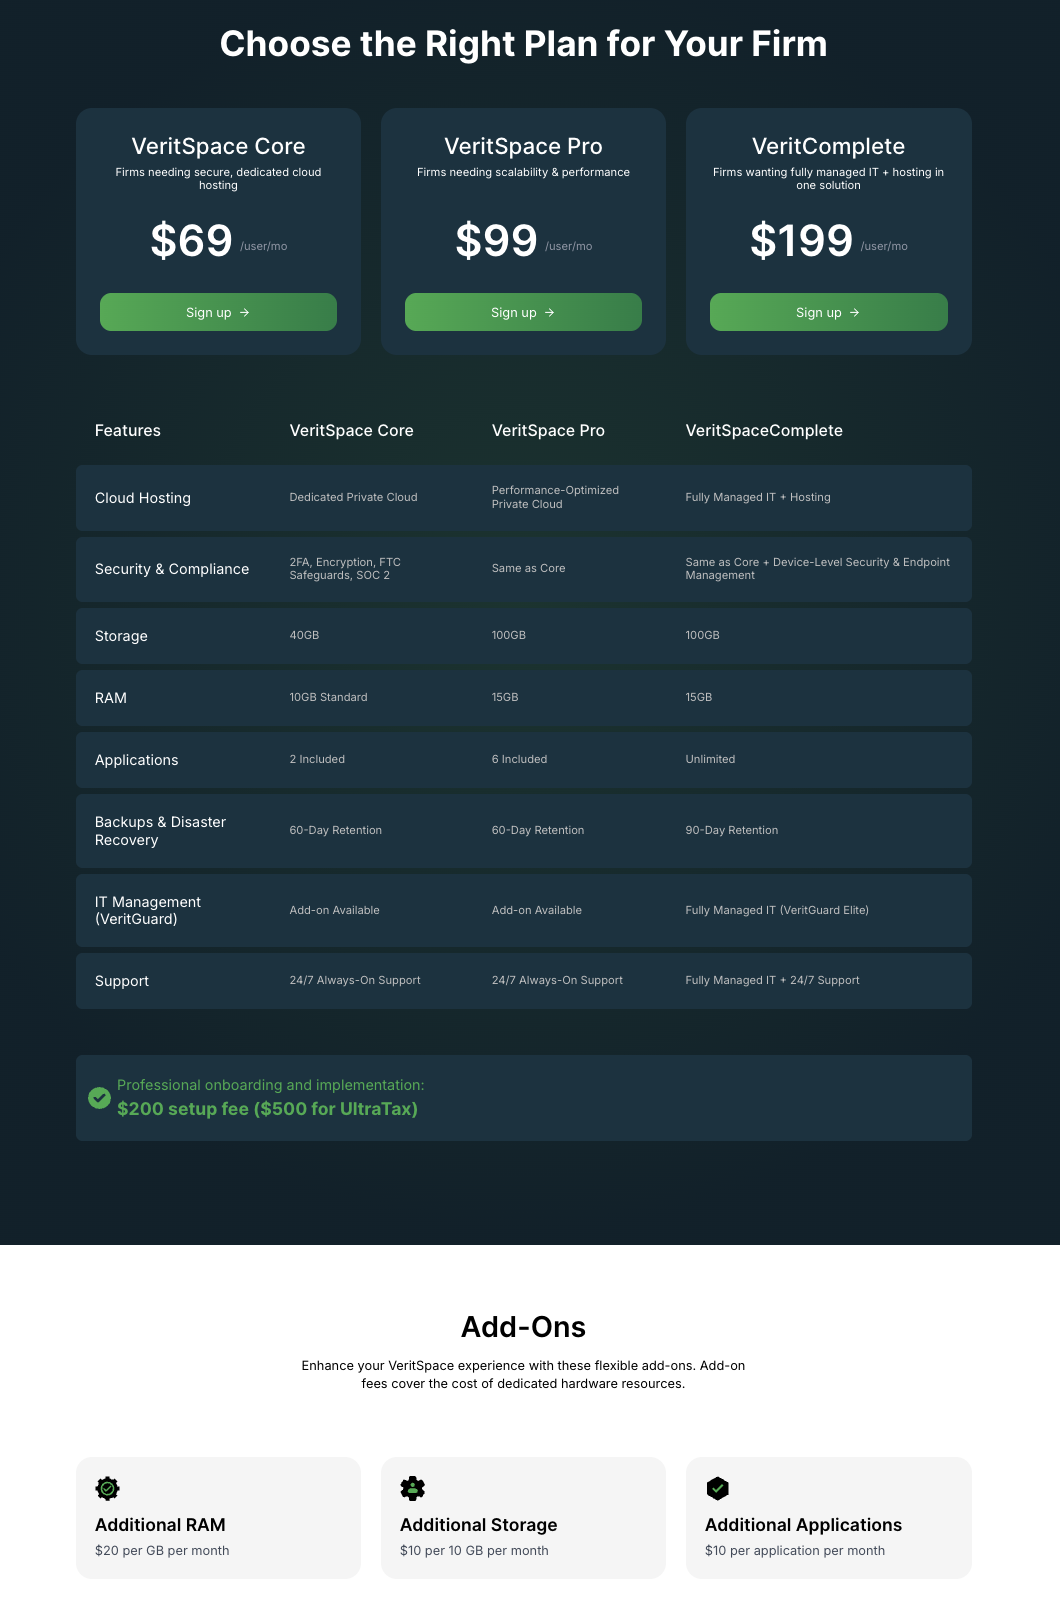 Choose the Right Plan for Your Firm
VeritSpace Core
Firms needing secure, dedicated cloud
hosting
$69 /user/mo
Sign up →
VeritSpace Pro
Firms needing scalability & performance
$99 /user/mo
Sign up →
VeritComplete
Firms wanting fully managed IT + hosting in
one solution
$199 /user/mo
Sign up →
Features VeritSpace Core VeritSpace Pro VeritSpaceComplete
Cloud Hosting
Dedicated Private Cloud
Performance-Optimized
Private Cloud
Fully Managed IT + Hosting
Security & Compliance
2FA, Encryption, FTC
Safeguards, SOC 2
Same as Core
Same as Core + Device-Level Security & Endpoint
Management
Storage 40GB 100GB 100GB
RAM 10GB Standard 15GB 15GB
Applications 2 Included 6 Included Unlimited
Backups & Disaster
Recovery
60-Day Retention 60-Day Retention 90-Day Retention
IT Management
(VeritGuard)
Add-on Available Add-on Available Fully Managed IT (VeritGuard Elite)
Support 24/7 Always-On Support 24/7 Always-On Support Fully Managed IT + 24/7 Support
Professional onboarding and implementation:
$200 setup fee ($500 for UltraTax)
Add-Ons
Enhance your VeritSpace experience with these flexible add-ons. Add-on
fees cover the cost of dedicated hardware resources.
Additional RAM
$20 per GB per month
Additional Storage
$10 per 10 GB per month
Additional Applications
$10 per application per month